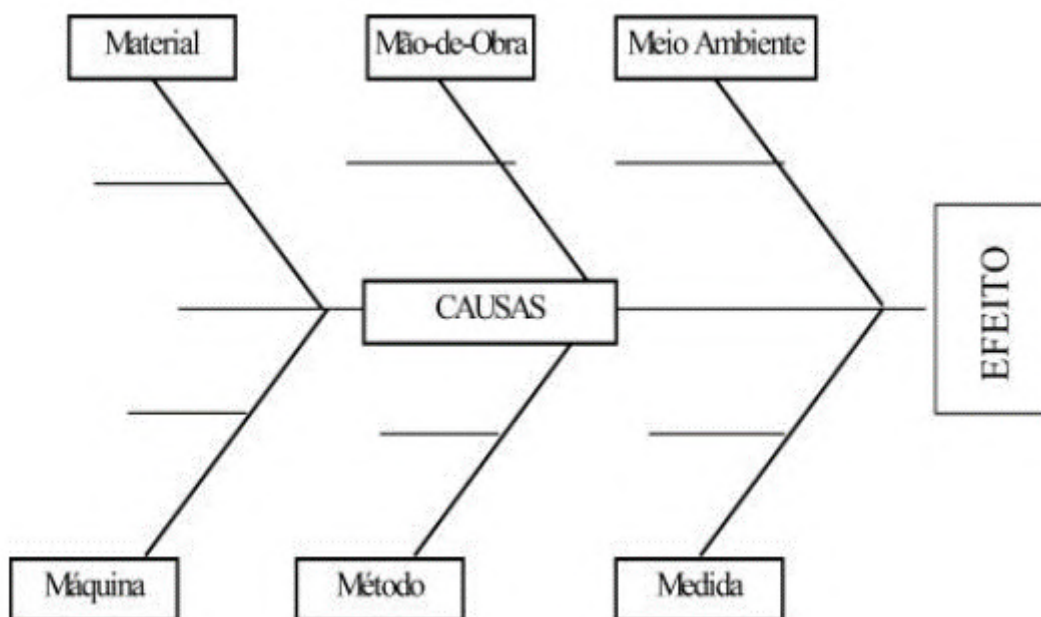 Material
Mão-de-Obra
Meio Ambiente
CAUSAS
EFEITO
Máquina
Método
Medida